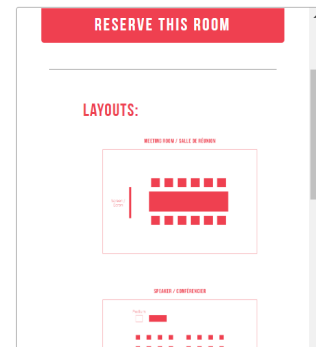 RESERVE THIS ROOM
LAYOUTS:
MEETING ROOM / SALLE DE RÉUNION
SPEAKER / CONFÉRENCIER